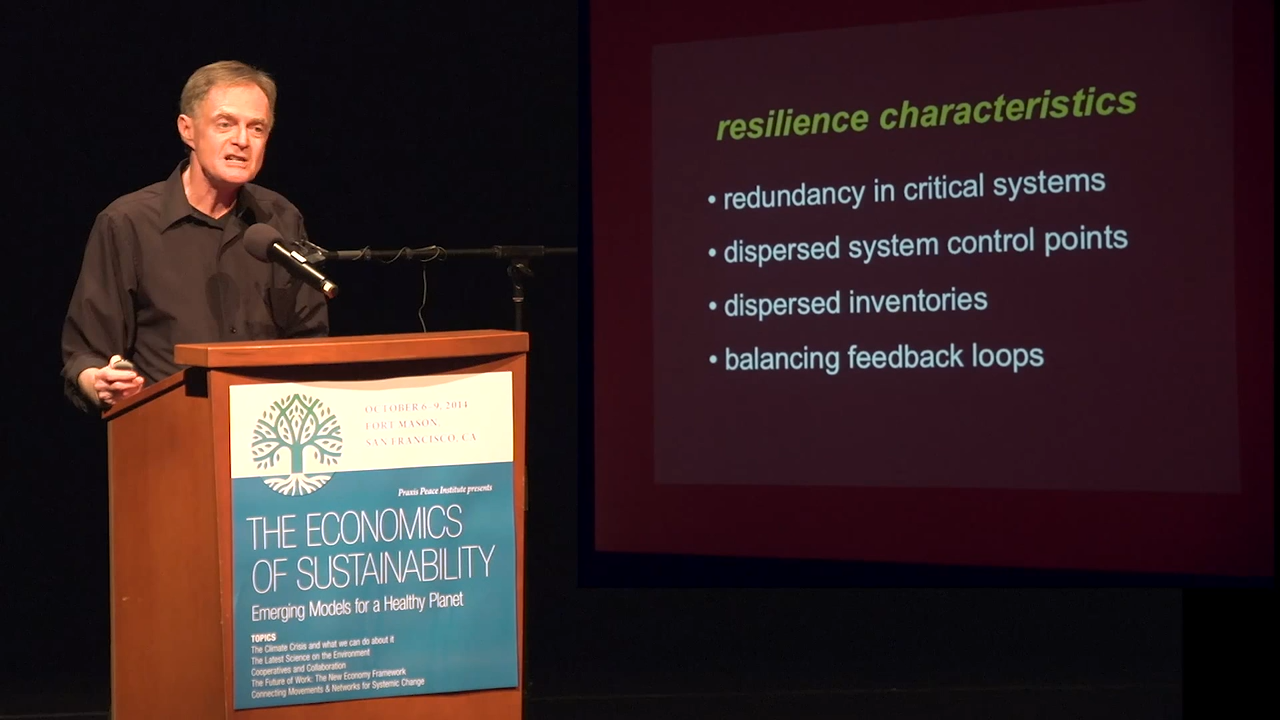 resilience characteristics
• redundancy in critical systems
• dispersed system control points
• dispersed inventories
• balancing feedback loops
OCTOBER 6–9, 2014
FORT MASON,
SAN FRANCISCO, CA
Praxis Peace Institute presents
THE ECONOMICS
OF SUSTAINABILITY
Emerging Models for a Healthy Planet
TOPICS
The Climate Crisis and what we can do about it
The Latest Science on the Environment
Cooperatives and Collaboration
The Future of Work: The New Economy Framework
Connecting Movements & Networks for Systemic Change